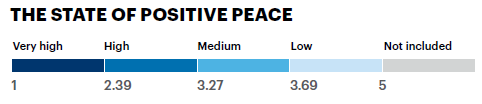 THE STATE OF POSITIVE PEACE
Very high High Medium Low Not included
1 2.39 3.27 3.69 5